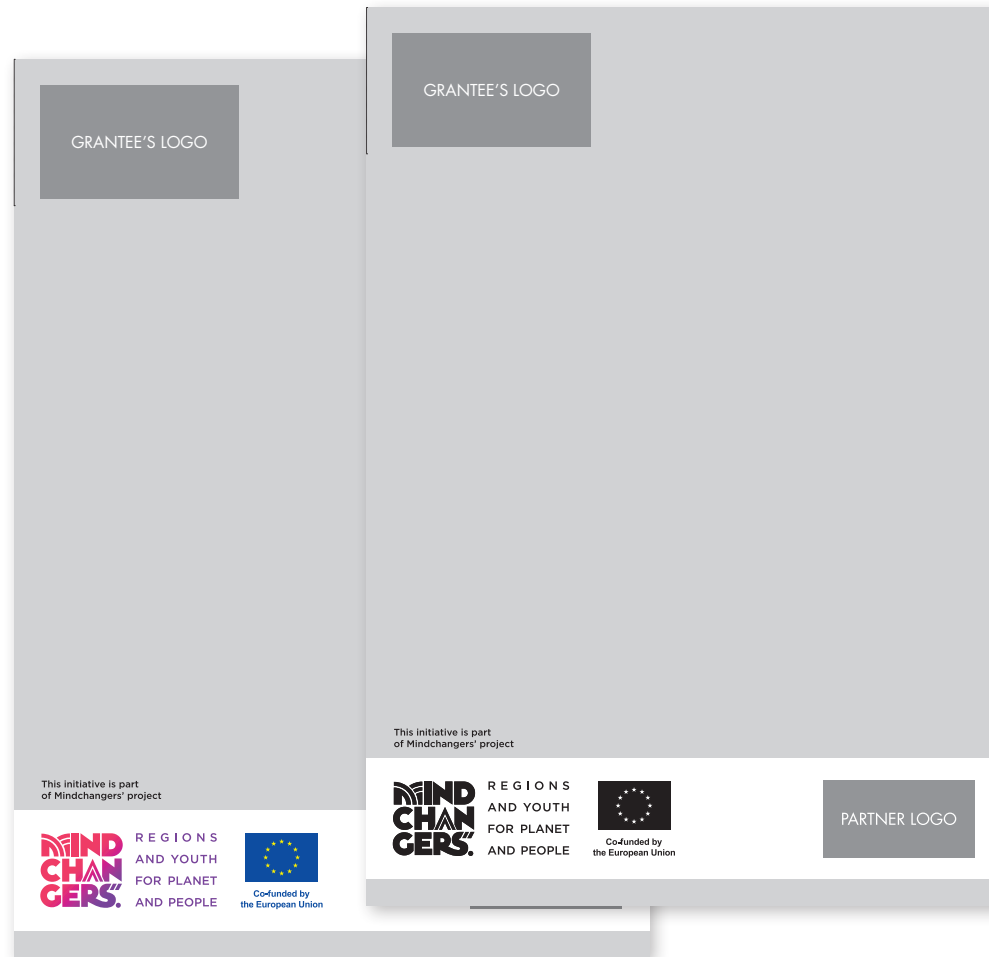 GRANTEE'S LOGO
This initiative is part
of Mindchangers' project
MIND
CHAN
GERS.
REGIONS
AND YOUTH
FOR PLANET
AND PEOPLE
Co-funded by
the European Union
GRANTEE'S LOGO
This initiative is part
of Mindchangers' project
MIND
CHAN
GERS.
REGIONS
AND YOUTH
FOR PLANET
AND PEOPLE
Co-funded by
the European Union
PARTNER LOGO